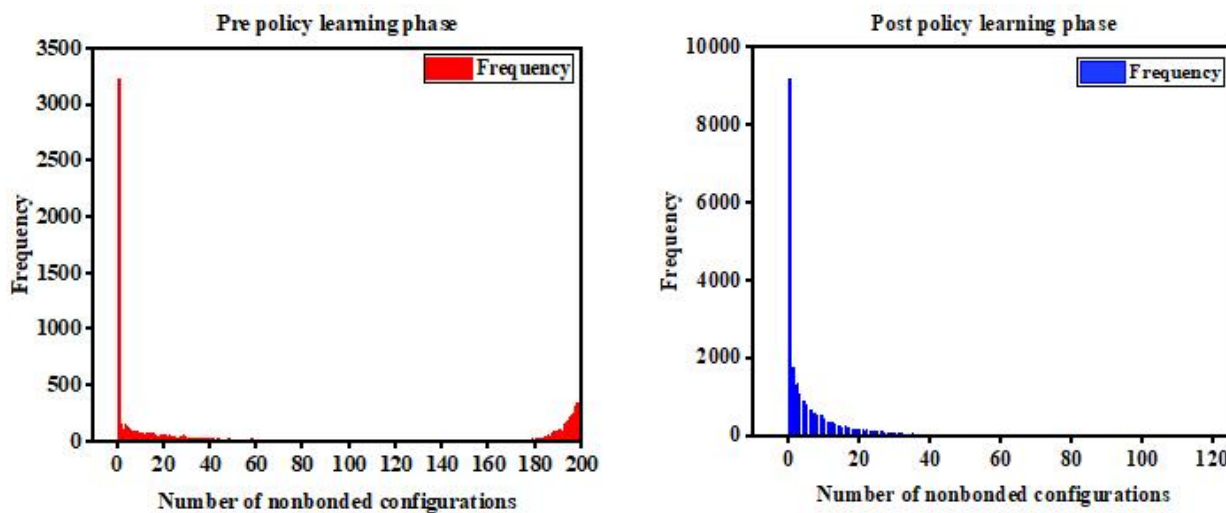 Pre policy learning phase
3500
3000
2500
2000
1500
1000
500
0
Frequency
Frequency
0 20 40 60 80 100 120 140 160 180 200
Number of nonbonded configurations
Post policy learning phase
10000
8000
6000
4000
2000
0
Frequency
Frequency
0 20 40 60 80 100 120
Number of nonbonded configurations